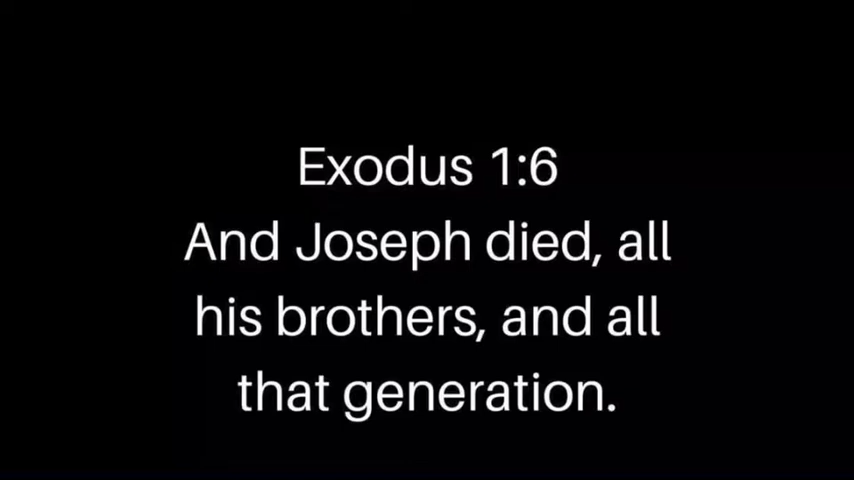 Exodus 1:6
And Joseph died, all
his brothers, and all
that generation.